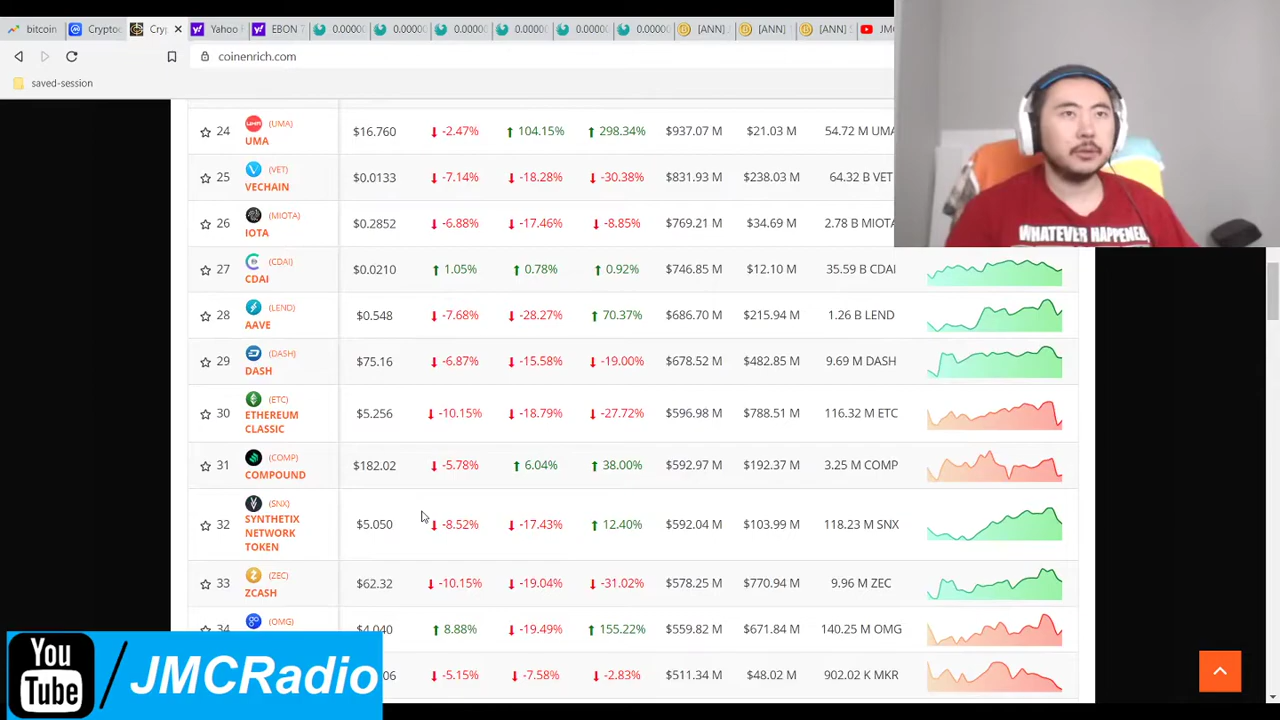 bitcoin
Crypto
Cryp
Yahoo F
EBON 7
0.0000
0.0000
0.0000
0.0000
0.0000
0.0000
[ANN]
[ANN]
[ANN] S
JMC
coinenrich.com
saved-session
24 (UMA) UMA $16.760 -2.47% 104.15% 298.34% $937.07 M $21.03 M 54.72 M UMA
25 (VET) VECHAIN $0.0133 -7.14% -18.28% -30.38% $831.93 M $238.03 M 64.32 B VET
26 (MIOTA) IOTA $0.2852 -6.88% -17.46% -8.85% $769.21 M $34.69 M 2.78 B MIOTA
27 (CDAI) CDAI $0.0210 1.05% 0.78% 0.92% $746.85 M $12.10 M 35.59 B CDAI
28 (LEND) AAVE $0.548 -7.68% -28.27% 70.37% $686.70 M $215.94 M 1.26 B LEND
29 (DASH) DASH $75.16 -6.87% -15.58% -19.00% $678.52 M $482.85 M 9.69 M DASH
30 (ETC) ETHEREUM CLASSIC $5.256 -10.15% -18.79% -27.72% $596.98 M $788.51 M 116.32 M ETC
31 (COMP) COMPOUND $182.02 -5.78% 6.04% 38.00% $592.97 M $192.37 M 3.25 M COMP
32 (SNX) SYNTHETIX NETWORK TOKEN $5.050 -8.52% -17.43% 12.40% $592.04 M $103.99 M 118.23 M SNX
33 (ZEC) ZCASH $62.32 -10.15% -19.04% -31.02% $578.25 M $770.94 M 9.96 M ZEC
34 (OMG) $4.040 8.88% -19.49% 155.22% $559.82 M $671.84 M 140.25 M OMG
06 -5.15% -7.58% -2.83% $511.34 M $48.02 M 902.02 K MKR
WHATEVER HAPPENED,
You
Tube
/JMCRadio